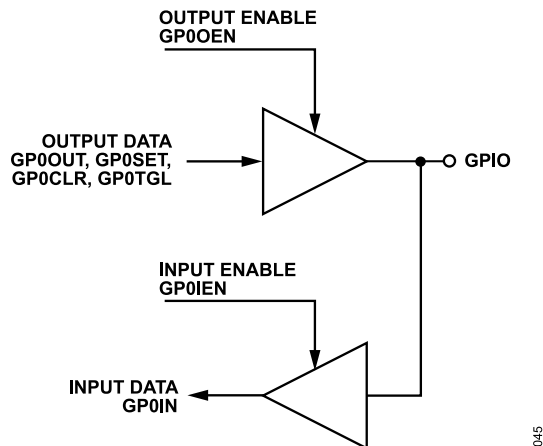 OUTPUT ENABLE
GP0OEN
OUTPUT DATA
GP0OUT, GP0SET,
GP0CLR, GP0TGL
GPIO
INPUT ENABLE
GP0IEN
INPUT DATA
GP0IN
045